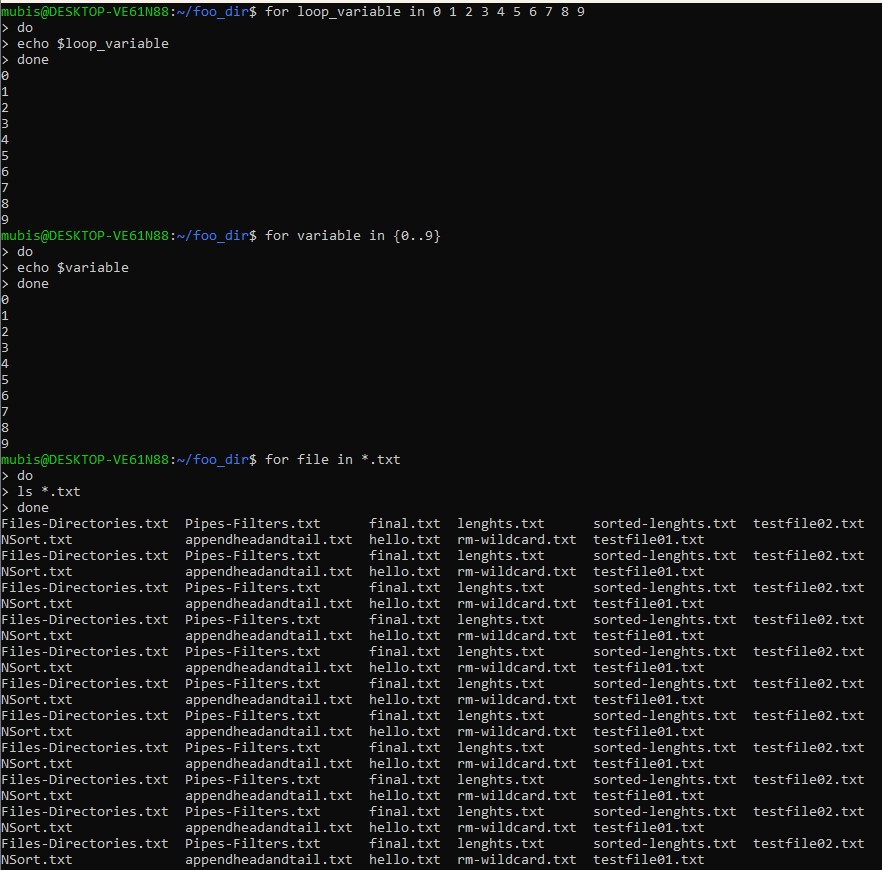 mubis@DESKTOP-VE61N88:~/foo_dir$ for loop_variable in 0 1 2 3 4 5 6 7 8 9
> do
> echo $loop_variable
> done
0
1
2
3
4
5
6
7
8
9
mubis@DESKTOP-VE61N88:~/foo_dir$ for variable in {0..9}
> do
> echo $variable
> done
0
1
2
3
4
5
6
7
8
9
mubis@DESKTOP-VE61N88:~/foo_dir$ for file in *.txt
> do
> ls *.txt
> done
Files-Directories.txt  Pipes-Filters.txt      final.txt  lenghts.txt      sorted-lenghts.txt  testfile02.txt
NSort.txt              appendheadandtail.txt  hello.txt  rm-wildcard.txt  testfile01.txt
Files-Directories.txt  Pipes-Filters.txt      final.txt  lenghts.txt      sorted-lenghts.txt  testfile02.txt
NSort.txt              appendheadandtail.txt  hello.txt  rm-wildcard.txt  testfile01.txt
Files-Directories.txt  Pipes-Filters.txt      final.txt  lenghts.txt      sorted-lenghts.txt  testfile02.txt
NSort.txt              appendheadandtail.txt  hello.txt  rm-wildcard.txt  testfile01.txt
Files-Directories.txt  Pipes-Filters.txt      final.txt  lenghts.txt      sorted-lenghts.txt  testfile02.txt
NSort.txt              appendheadandtail.txt  hello.txt  rm-wildcard.txt  testfile01.txt
Files-Directories.txt  Pipes-Filters.txt      final.txt  lenghts.txt      sorted-lenghts.txt  testfile02.txt
NSort.txt              appendheadandtail.txt  hello.txt  rm-wildcard.txt  testfile01.txt
Files-Directories.txt  Pipes-Filters.txt      final.txt  lenghts.txt      sorted-lenghts.txt  testfile02.txt
NSort.txt              appendheadandtail.txt  hello.txt  rm-wildcard.txt  testfile01.txt
Files-Directories.txt  Pipes-Filters.txt      final.txt  lenghts.txt      sorted-lenghts.txt  testfile02.txt
NSort.txt              appendheadandtail.txt  hello.txt  rm-wildcard.txt  testfile01.txt
Files-Directories.txt  Pipes-Filters.txt      final.txt  lenghts.txt      sorted-lenghts.txt  testfile02.txt
NSort.txt              appendheadandtail.txt  hello.txt  rm-wildcard.txt  testfile01.txt
Files-Directories.txt  Pipes-Filters.txt      final.txt  lenghts.txt      sorted-lenghts.txt  testfile02.txt
NSort.txt              appendheadandtail.txt  hello.txt  rm-wildcard.txt  testfile01.txt
Files-Directories.txt  Pipes-Filters.txt      final.txt  lenghts.txt      sorted-lenghts.txt  testfile02.txt
NSort.txt              appendheadandtail.txt  hello.txt  rm-wildcard.txt  testfile01.txt
Files-Directories.txt  Pipes-Filters.txt      final.txt  lenghts.txt      sorted-lenghts.txt  testfile02.txt
NSort.txt              appendheadandtail.txt  hello.txt  rm-wildcard.txt  testfile01.txt